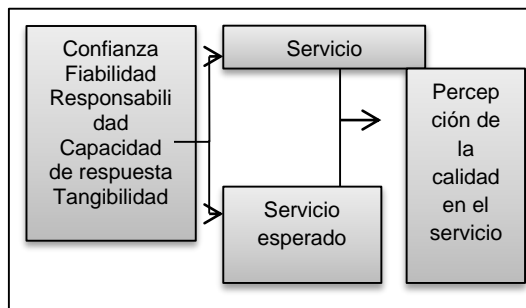 Confianza
Fiabilidad
Responsabili
dad
Capacidad
de respuesta
Tangibilidad
Servicio
Servicio
esperado
Percep
ción de
la
calidad
en el
servicio